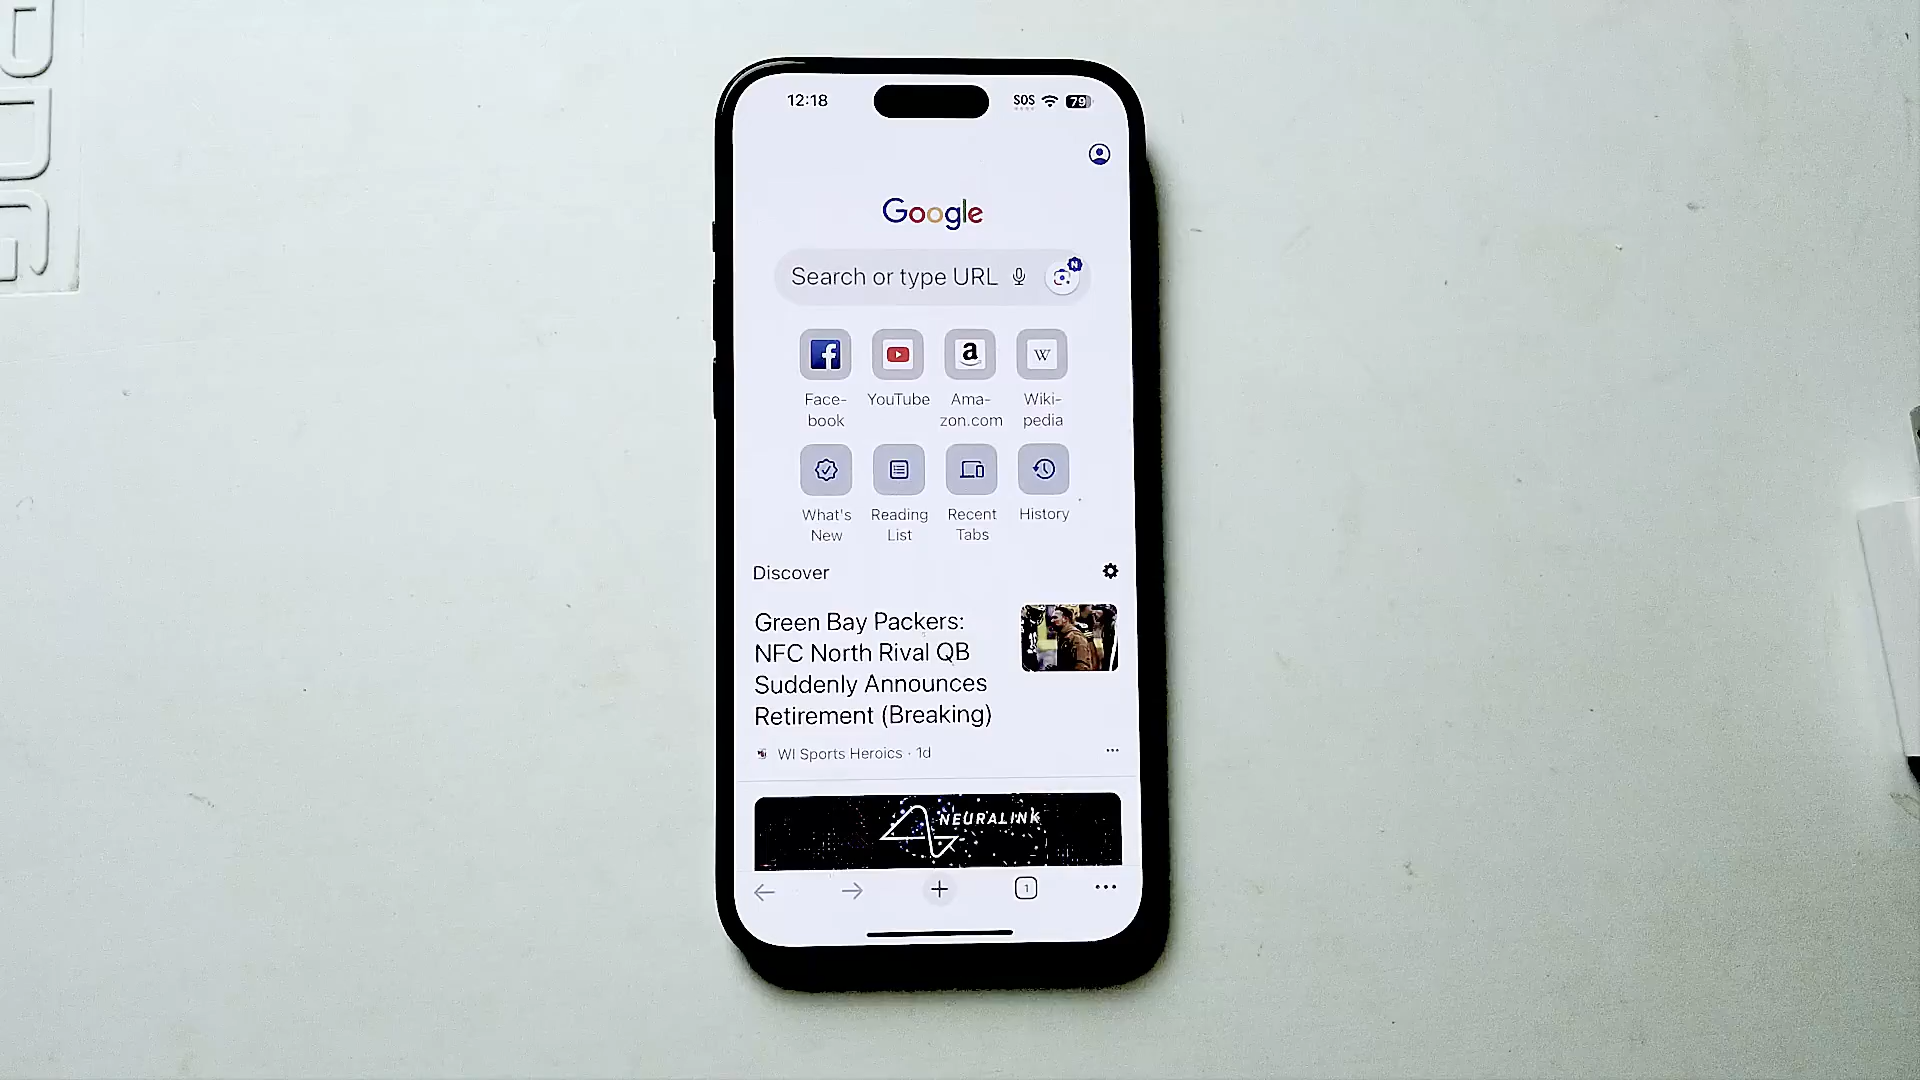 12:18
SOS
79
Google
N
Search or type URL
a
W
Face-
book
YouTube
Ama-
zon.com
Wiki-
pedia
What's
New
Reading
List
Recent
Tabs
History
Discover
Green Bay Packers:
NFC North Rival QB
Suddenly Announces
Retirement (Breaking)
WI Sports Heroics · 1d
NEURALINK
1